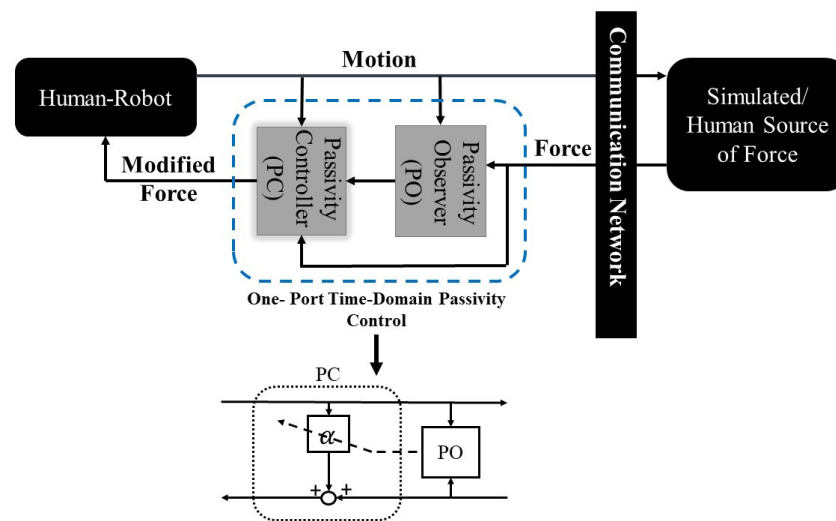 Motion
Human-Robot
Simulated/
Human Source
of Force
Communication Network
Passivity
Controller
(PC)
Passivity
Observer
(PO)
Force
Modified
Force
One- Port Time-Domain Passivity
Control
PC
α
PO
+ +